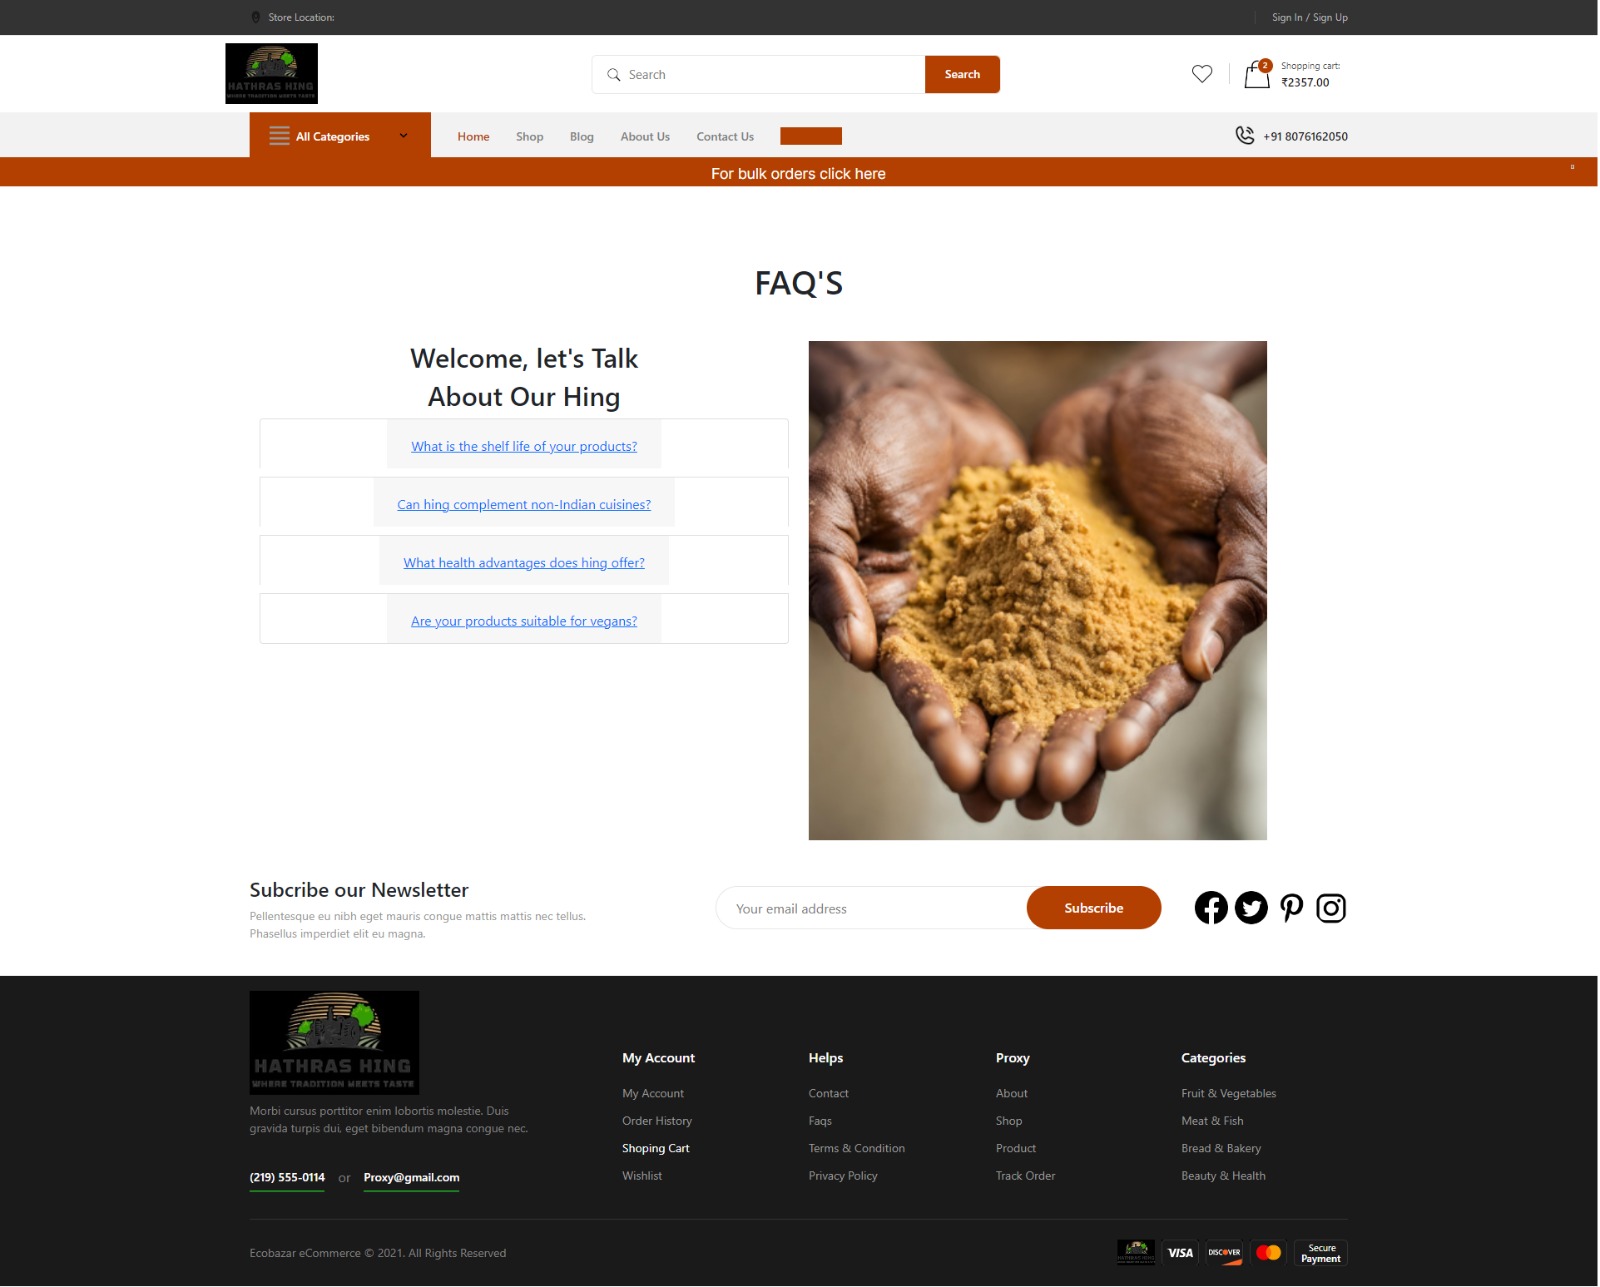 Store Location:
Sign In / Sign Up
HATHRAS HING
WHERE TRADITION MEETS TASTE
Search
Search
2
Shopping cart:
₹2357.00
All Categories
Home
Shop
Blog
About Us
Contact Us
+91 8076162050
For bulk orders click here
FAQ'S
Welcome, let's Talk
About Our Hing
What is the shelf life of your products?
Can hing complement non-Indian cuisines?
What health advantages does hing offer?
Are your products suitable for vegans?
Subcribe our Newsletter
Pellentesque eu nibh eget mauris congue mattis mattis nec tellus.
Phasellus imperdiet elit eu magna.
Your email address
Subscribe
HATHRAS HING
WHERE TRADITION MEETS TASTE
Morbi cursus porttitor enim lobortis molestie. Duis
gravida turpis dui, eget bibendum magna congue nec.
(219) 555-0114 or Proxy@gmail.com
My Account
My Account
Order History
Shoping Cart
Wishlist
Helps
Contact
Faqs
Terms & Condition
Privacy Policy
Proxy
About
Shop
Product
Track Order
Categories
Fruit & Vegetables
Meat & Fish
Bread & Bakery
Beauty & Health
Ecobazar eCommerce © 2021. All Rights Reserved
VISA
DISCOVER
Secure
Payment